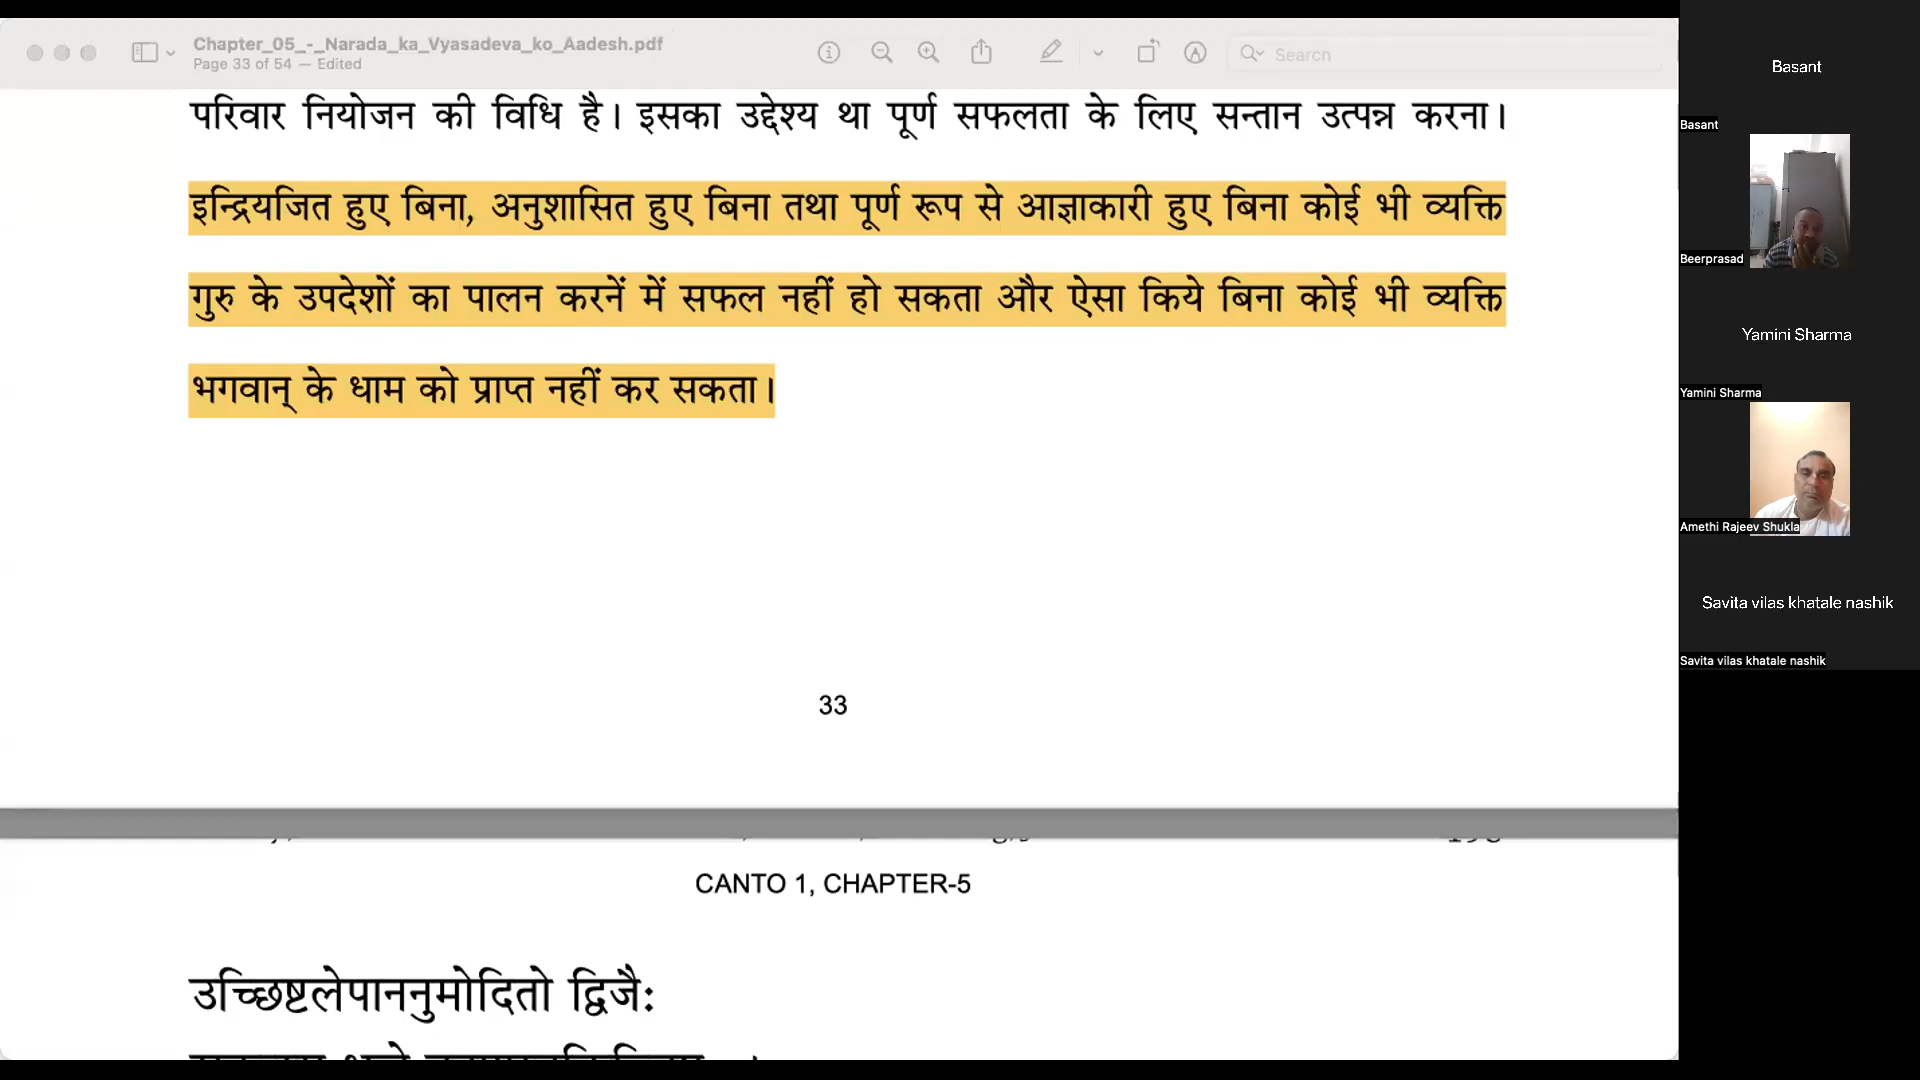 Chapter_05_-_Narada_ka_Vyasadeva_ko_Aadesh.pdf
Page 33 of 54 — Edited
Search
परिवार नियोजन की विधि है। इसका उद्देश्य था पूर्ण सफलता के लिए सन्तान उत्पन्न करना।
इन्द्रियजित हुए बिना, अनुशासित हुए बिना तथा पूर्ण रूप से आज्ञाकारी हुए बिना कोई भी व्यक्ति
गुरु के उपदेशों का पालन करनें में सफल नहीं हो सकता और ऐसा किये बिना कोई भी व्यक्ति
भगवान् के धाम को प्राप्त नहीं कर सकता।
33
CANTO 1, CHAPTER-5
उच्छिष्टलेपाननुमोदितो द्विजैः
Basant
Basant
Beerprasad
Yamini Sharma
Yamini Sharma
Amethi Rajeev Shukla
Savita vilas khatale nashik
Savita vilas khatale nashik